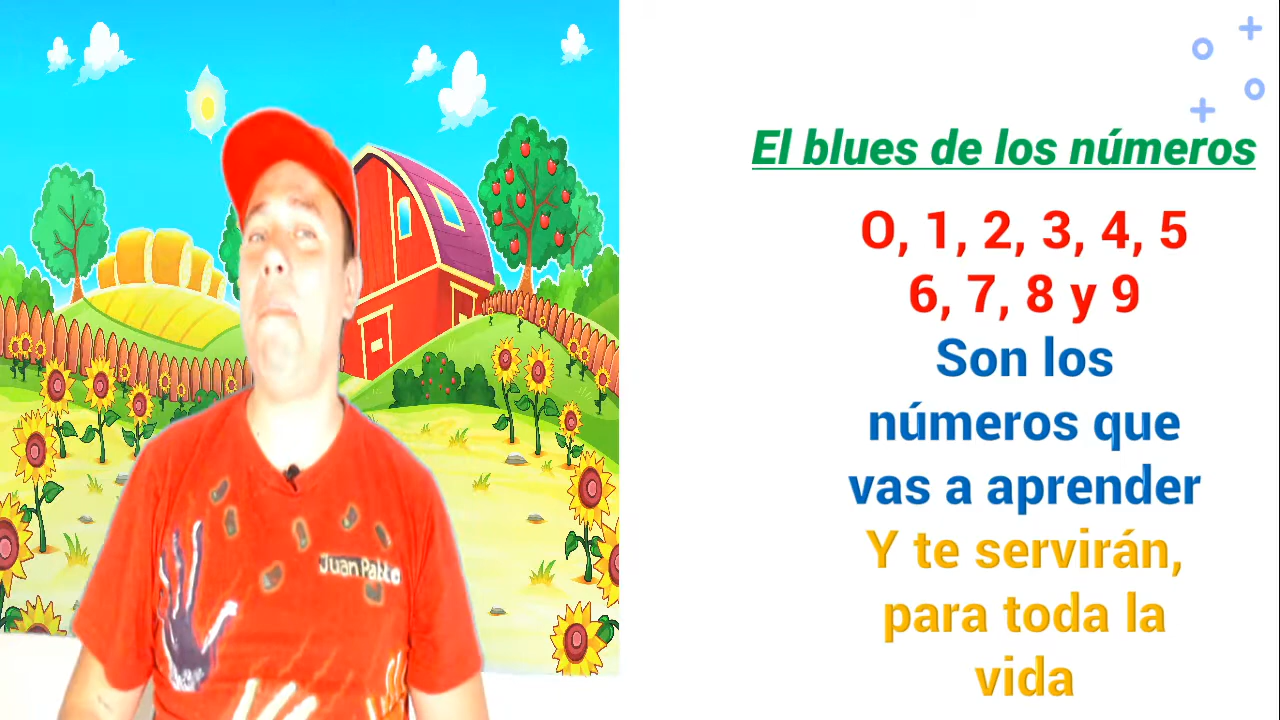 El blues de los números
O, 1, 2, 3, 4, 5
6, 7, 8 y 9
Son los
números que
vas a aprender
Y te servirán,
para toda la
vida
Juan Pablo